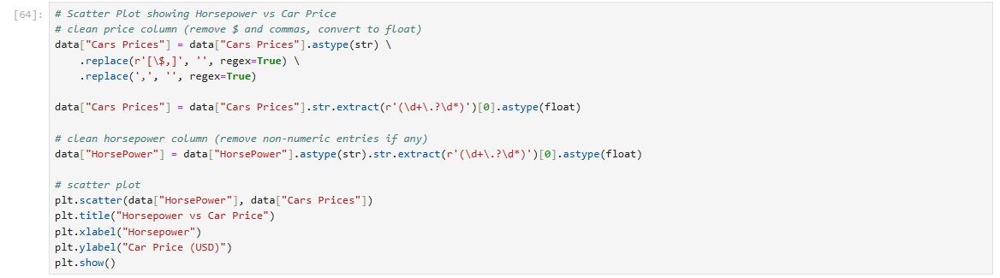 [64]: # Scatter Plot showing Horsepower vs Car Price
# clean price column (remove $ and commas, convert to float)
data["Cars Prices"] = data["Cars Prices"].astype(str) \
    .replace(r'[\$,]', '', regex=True) \
    .replace(',', '', regex=True)

data["Cars Prices"] = data["Cars Prices"].str.extract(r'(\d+\.?\d*)')[0].astype(float)

# clean horsepower column (remove non-numeric entries if any)
data["HorsePower"] = data["HorsePower"].astype(str).str.extract(r'(\d+\.?\d*)')[0].astype(float)

# scatter plot
plt.scatter(data["HorsePower"], data["Cars Prices"])
plt.title("Horsepower vs Car Price")
plt.xlabel("Horsepower")
plt.ylabel("Car Price (USD)")
plt.show()